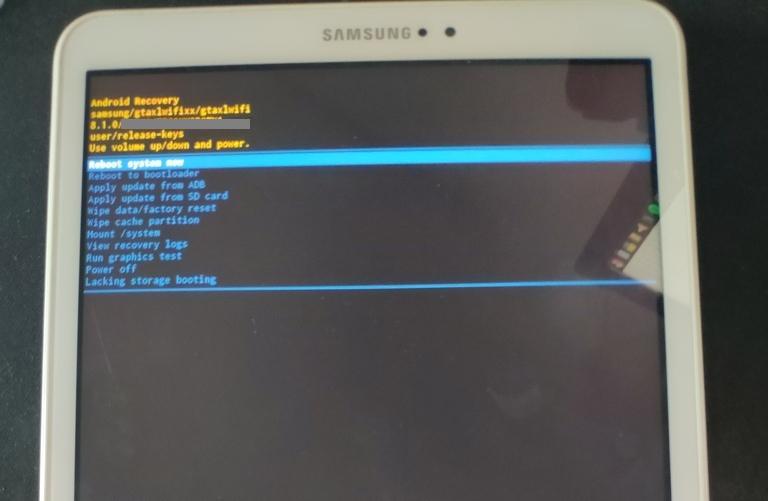 SAMSUNG
Android Recovery
samsung/gtaxlwifixx/gtaxlwifi
8.1.0/
user/release-keys
Use volume up/down and power.
Reboot system now
Reboot to bootloader
Apply update from ADB
Apply update from SD card
Wipe data/factory reset
Wipe cache partition
Mount /system
View recovery logs
Run graphics test
Power off
Lacking storage booting